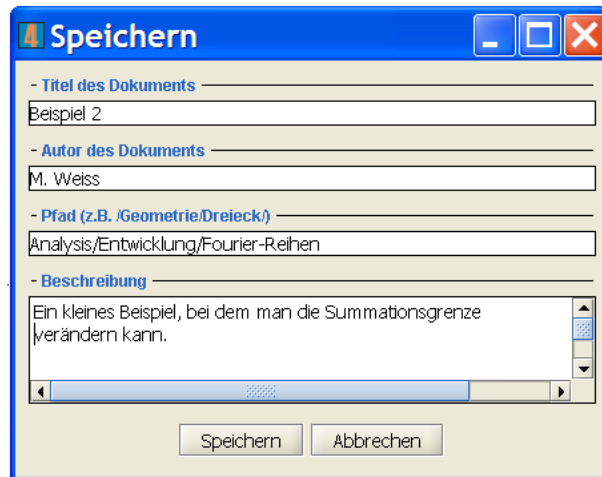 4 Speichern
Titel des Dokuments
Beispiel 2
Autor des Dokuments
M. Weiss
Pfad (z.B. /Geometrie/Dreieck/)
Analysis/Entwicklung/Fourier-Reihen
Beschreibung
Ein kleines Beispiel, bei dem man die Summationsgrenze
verändern kann.
Speichern Abbrechen